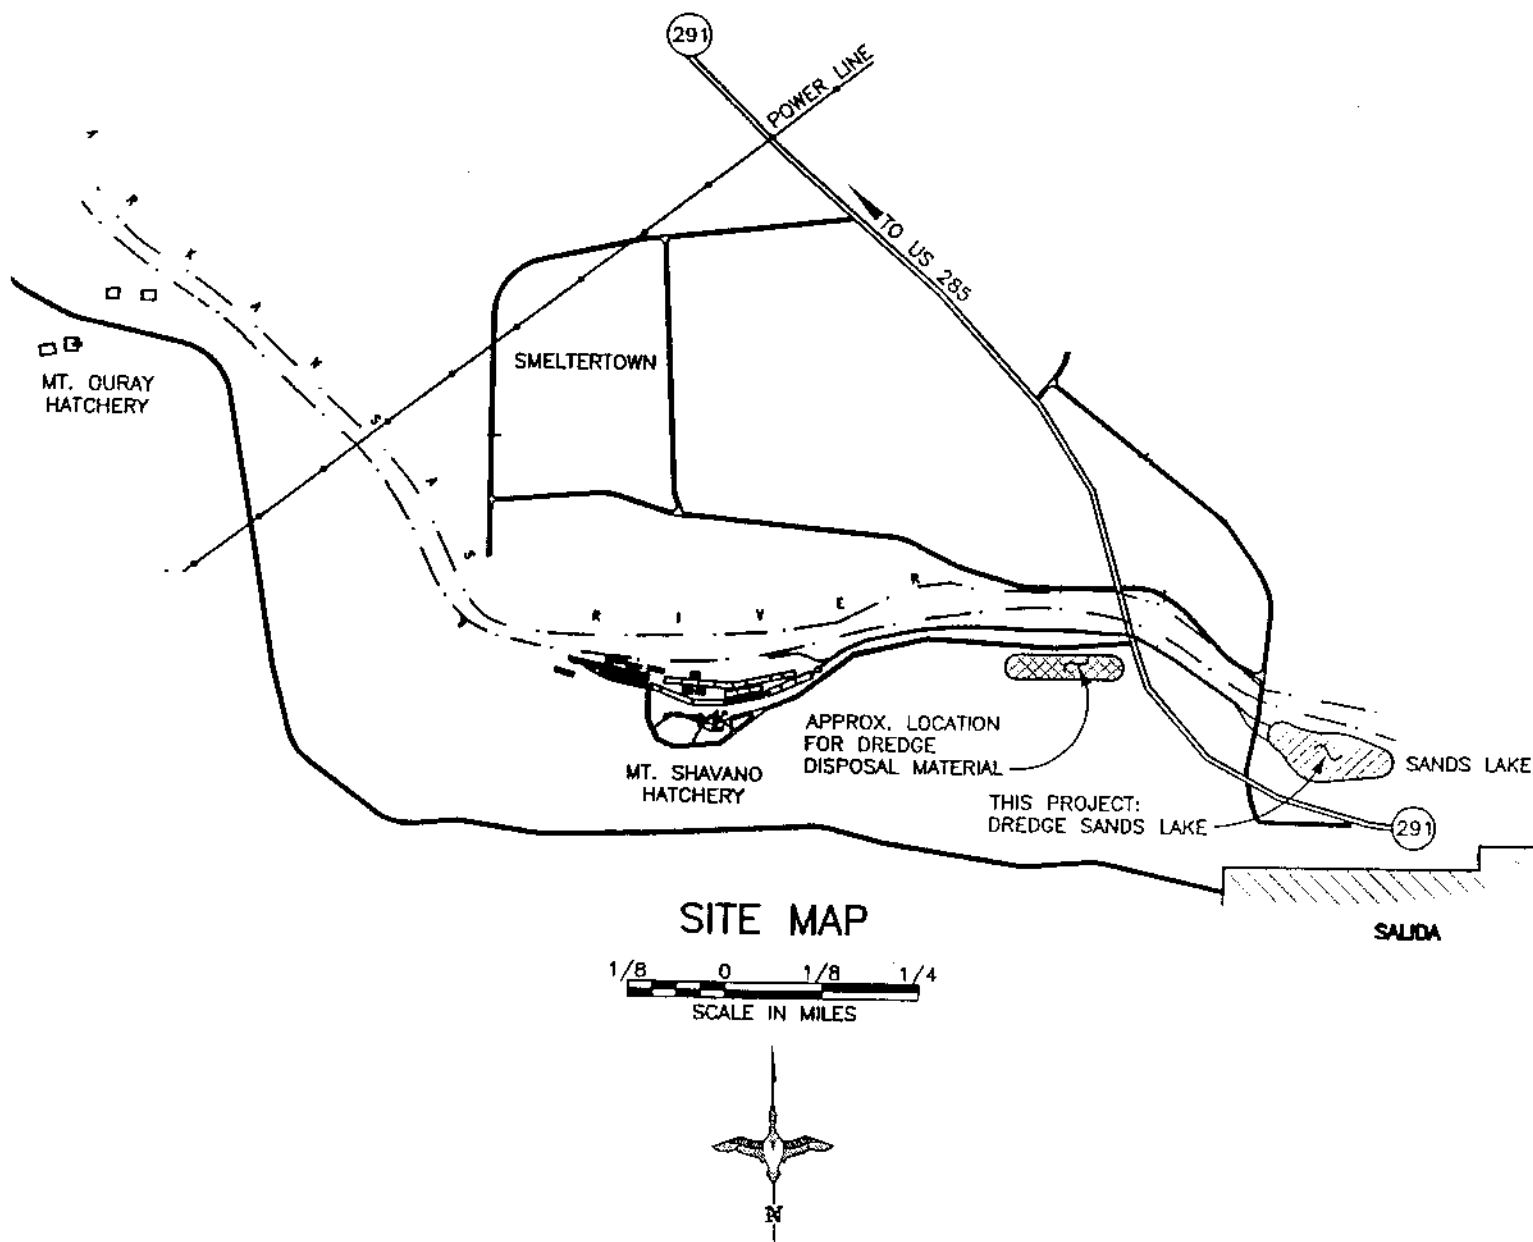 291
POWER LINE
TO US 285
SMELTERTOWN
MT. OURAY
HATCHERY
ARKANSAS
RIVER
APPROX. LOCATION
FOR DREDGE
DISPOSAL MATERIAL
MT. SHAVANO
HATCHERY
SANDS LAKE
THIS PROJECT:
DREDGE SANDS LAKE
291
SALIDA
SITE MAP
1/8 0 1/8 1/4
SCALE IN MILES
N